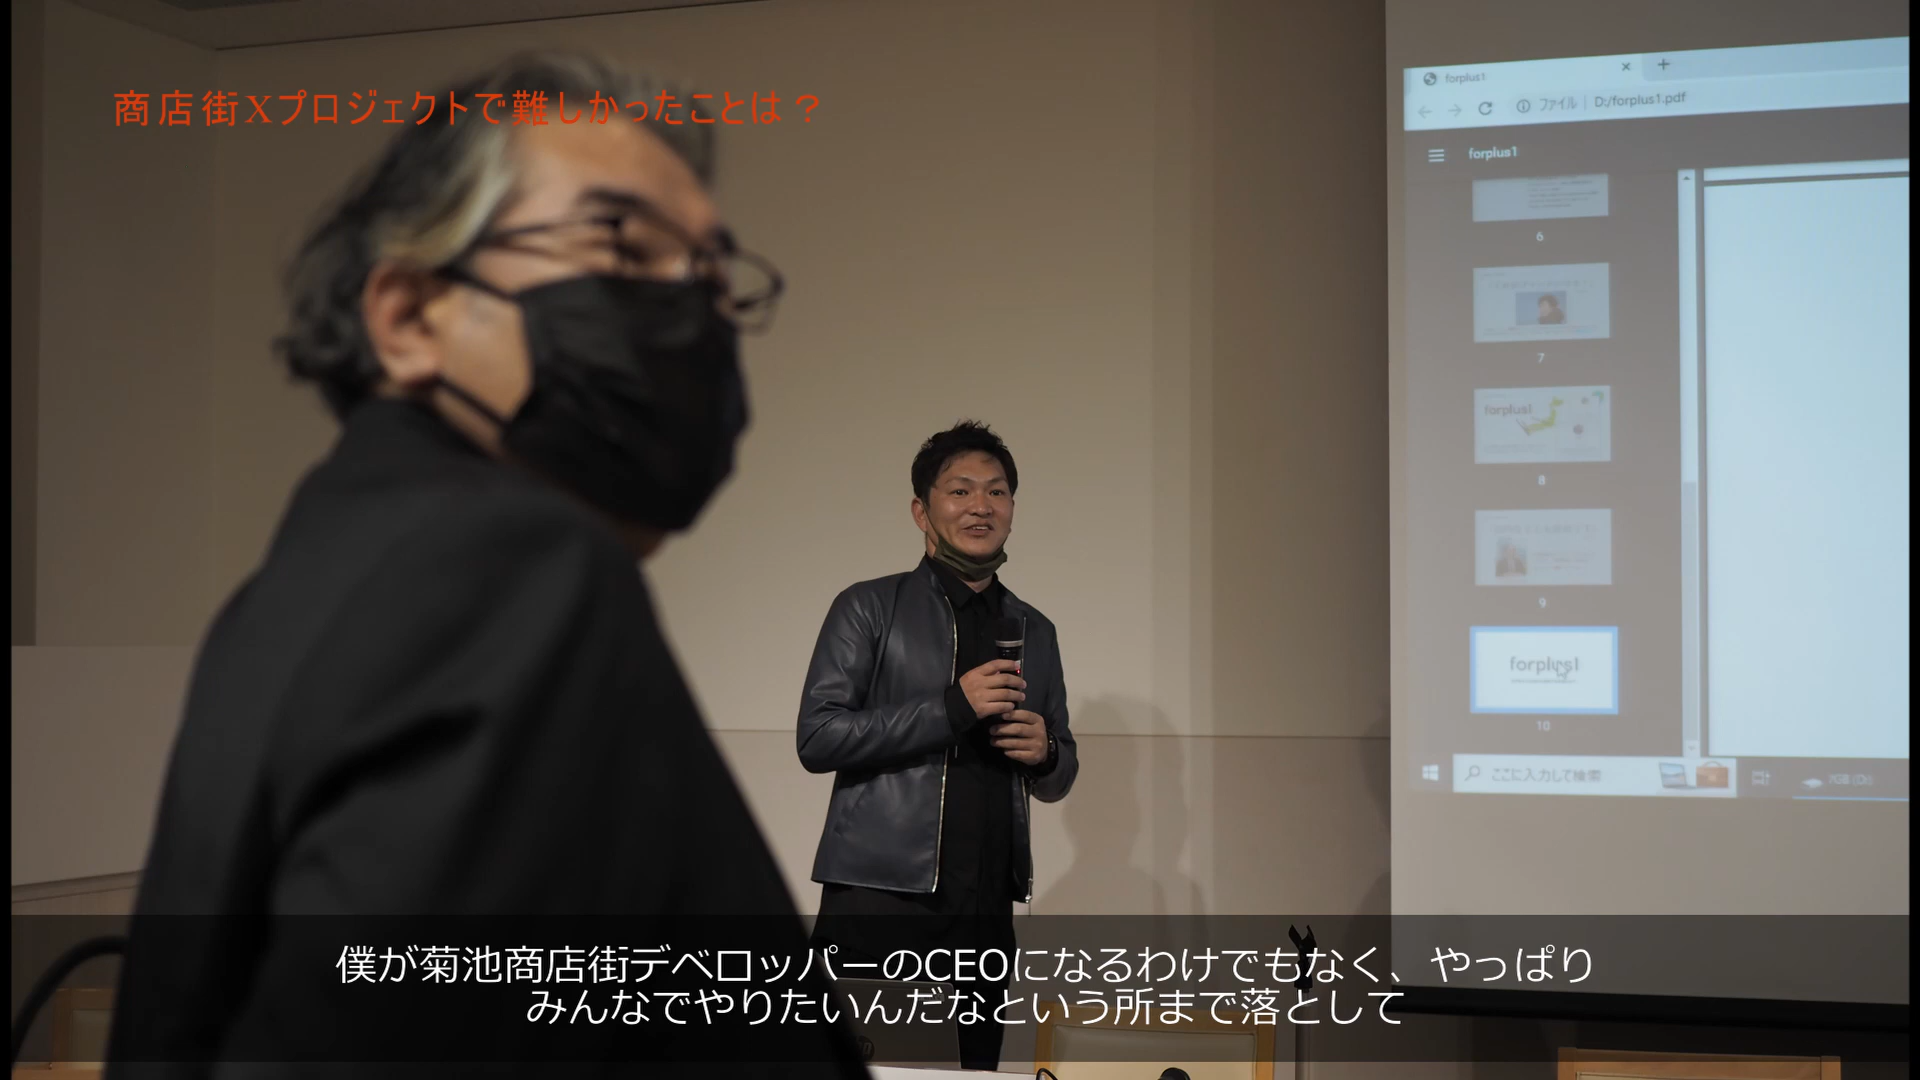 商店街Xプロジェクトで難しかったことは？
forplus1
ファイル | D:/forplus1.pdf
forplus1
6
7
forplus1
8
9
forplus1
10
ここに入力して検索
僕が菊池商店街デベロッパーのCEOになるわけでもなく、やっぱり
みんなでやりたいんだなという所まで落として